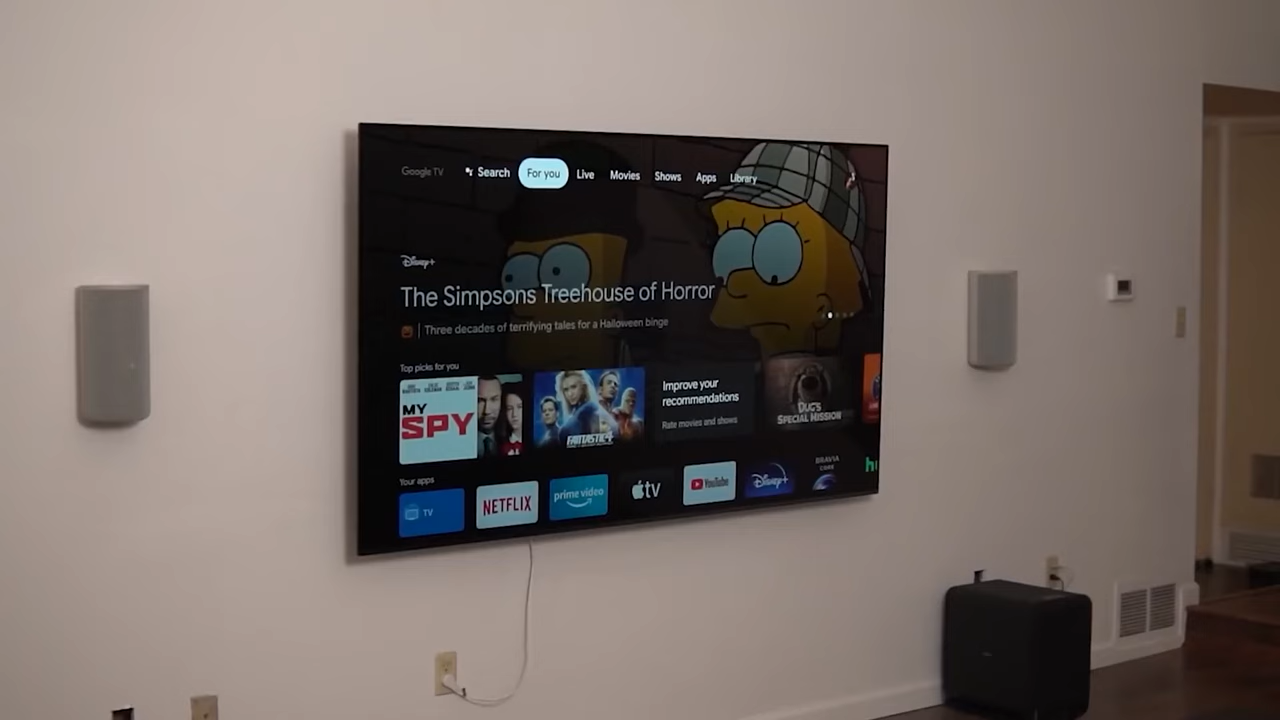 Google TV
Search
For you
Live
Movies
Shows
Apps
Library
Disney+
The Simpsons Treehouse of Horror
Three decades of terrifying tales for a Halloween binge
Top picks for you
MY
SPY
FANTASTIC 4
Improve your
recommendations
Rate movies and shows
DUG'S
SPECIAL MISSION
Your apps
TV
NETFLIX
prime video
tv
YouTube
Disney+
BRAVIA
CORE
h